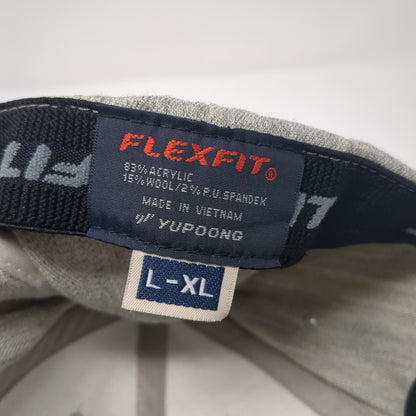 FLEXFIT®
83% ACRYLIC
15% WOOL/2% P.U.SPANDEX
MADE IN VIETNAM
YUPOONG
L-XL